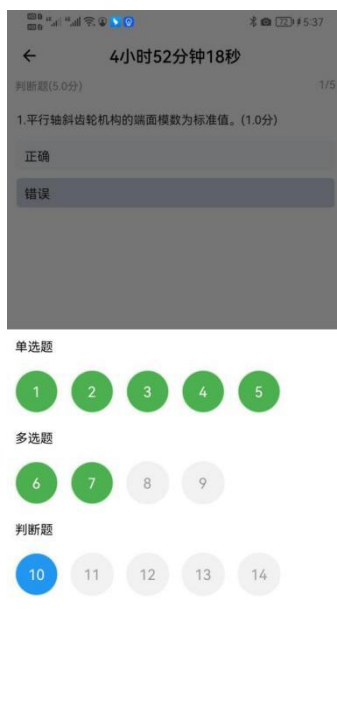 5:37
4小时52分钟18秒
判断题(5.0分) 1/5
1.平行轴斜齿轮机构的端面模数为标准值。(1.0分)
正确
错误
单选题
1 2 3 4 5
多选题
6 7 8 9
判断题
10 11 12 13 14